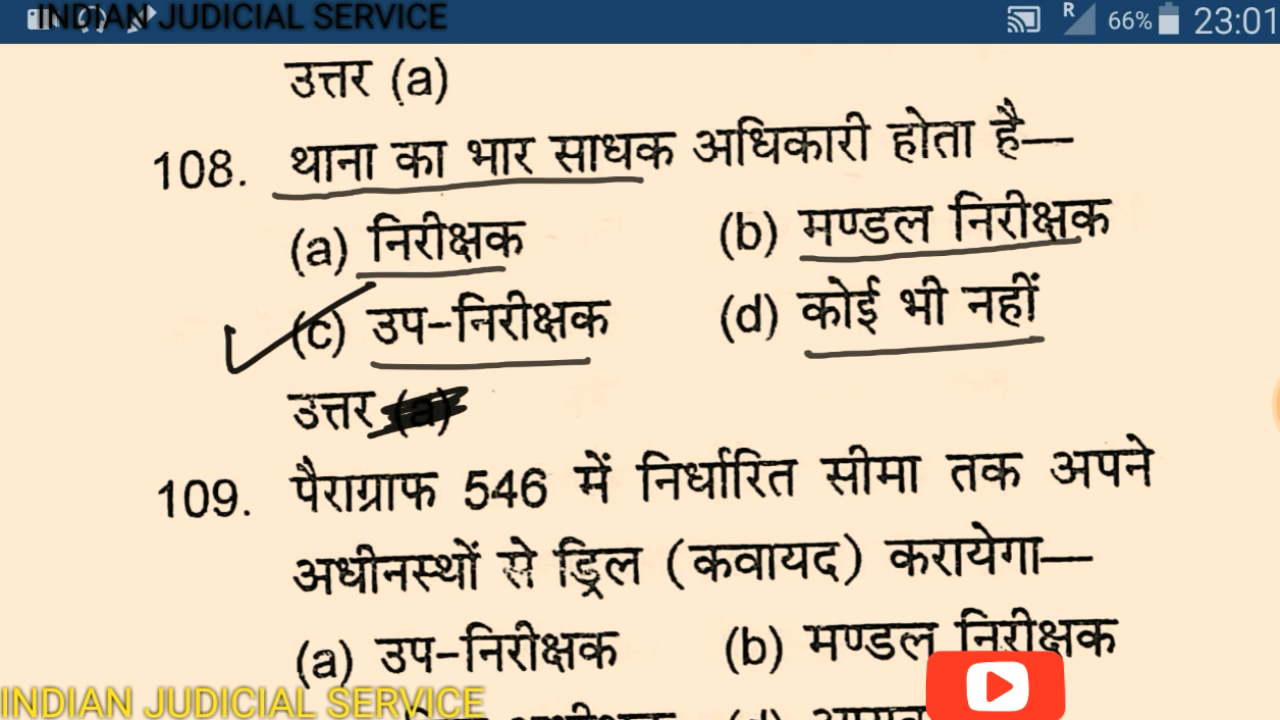 INDIAN JUDICIAL SERVICE
R 66% 23:01
उत्तर (a)
108. थाना का भार साधक अधिकारी होता है—
(a) निरीक्षक (b) मण्डल निरीक्षक
(c) उप-निरीक्षक (d) कोई भी नहीं
उत्तर (a)
109. पैराग्राफ 546 में निर्धारित सीमा तक अपने
अधीनस्थों से ड्रिल (कवायद) करायेगा—
(a) उप-निरीक्षक (b) मण्डल निरीक्षक
INDIAN JUDICIAL SERVICE (d)